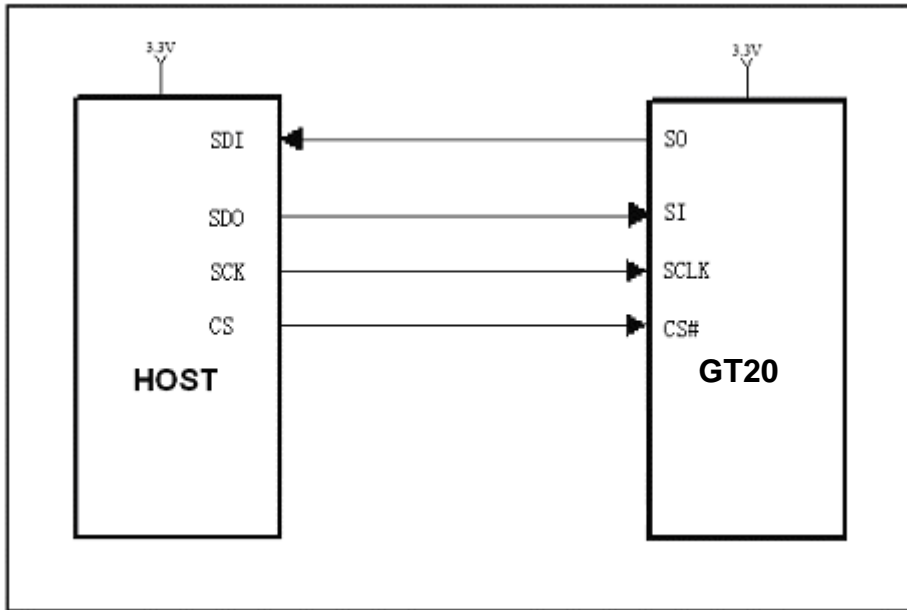 3.3V
3.3V
SDI
SO
SDO
SI
SCK
SCLK
CS
CS#
HOST
GT20